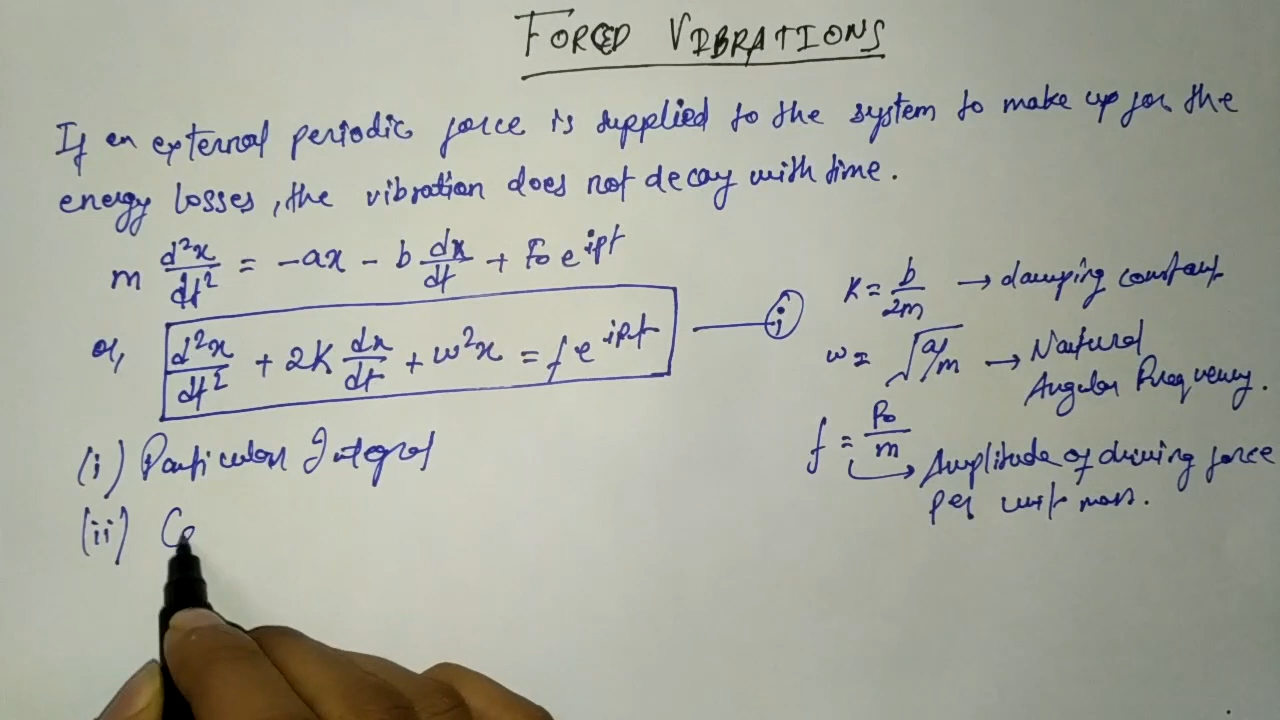 FORCED VIBRATIONS
If an external periodic force is supplied to the system to make up for the
energy losses, the vibration does not decay with time.
m d²x/dt² = -ax - b dx/dt + F₀ e^ipt
or, d²x/dt² + 2K dx/dt + ω²x = f e^ipt —— (i)
(i) Particular Integral
(ii) Co
K = b/2m → damping constant
ω = √a/m → Natural
Angular Frequency.
f = F₀/m
→ Amplitude of driving force
per unit mass.